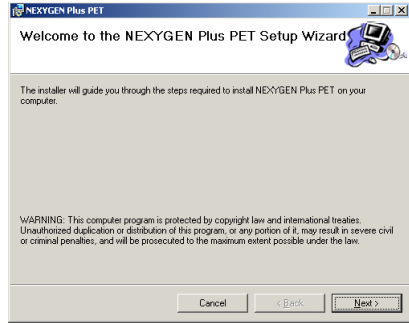 NEXYGEN Plus PET
Welcome to the NEXYGEN Plus PET Setup Wizard
The installer will guide you through the steps required to install NEXYGEN Plus PET on your
computer.
WARNING: This computer program is protected by copyright law and international treaties.
Unauthorized duplication or distribution of this program, or any portion of it, may result in severe civil
or criminal penalties, and will be prosecuted to the maximum extent possible under the law.
Cancel < Back Next >